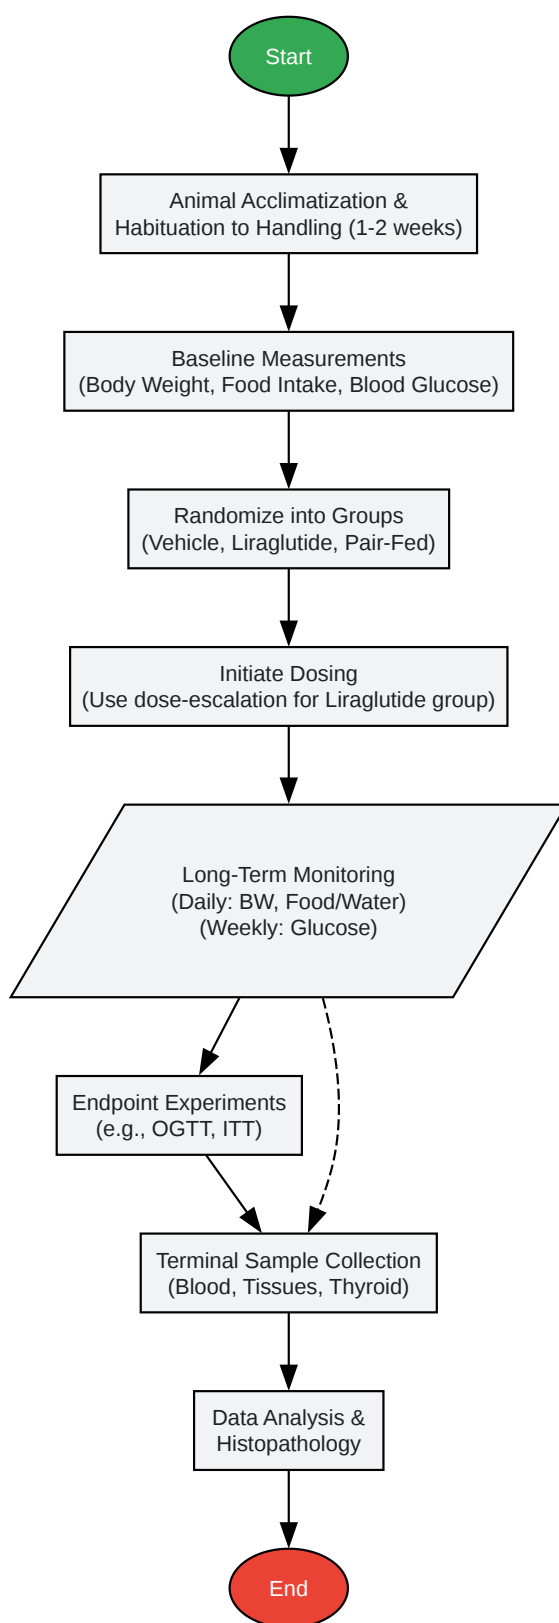 Start
Animal Acclimatization &
Habituation to Handling (1-2 weeks)
Baseline Measurements
(Body Weight, Food Intake, Blood Glucose)
Randomize into Groups
(Vehicle, Liraglutide, Pair-Fed)
Initiate Dosing
(Use dose-escalation for Liraglutide group)
Long-Term Monitoring
(Daily: BW, Food/Water)
(Weekly: Glucose)
Endpoint Experiments
(e.g., OGTT, ITT)
Terminal Sample Collection
(Blood, Tissues, Thyroid)
Data Analysis &
Histopathology
End